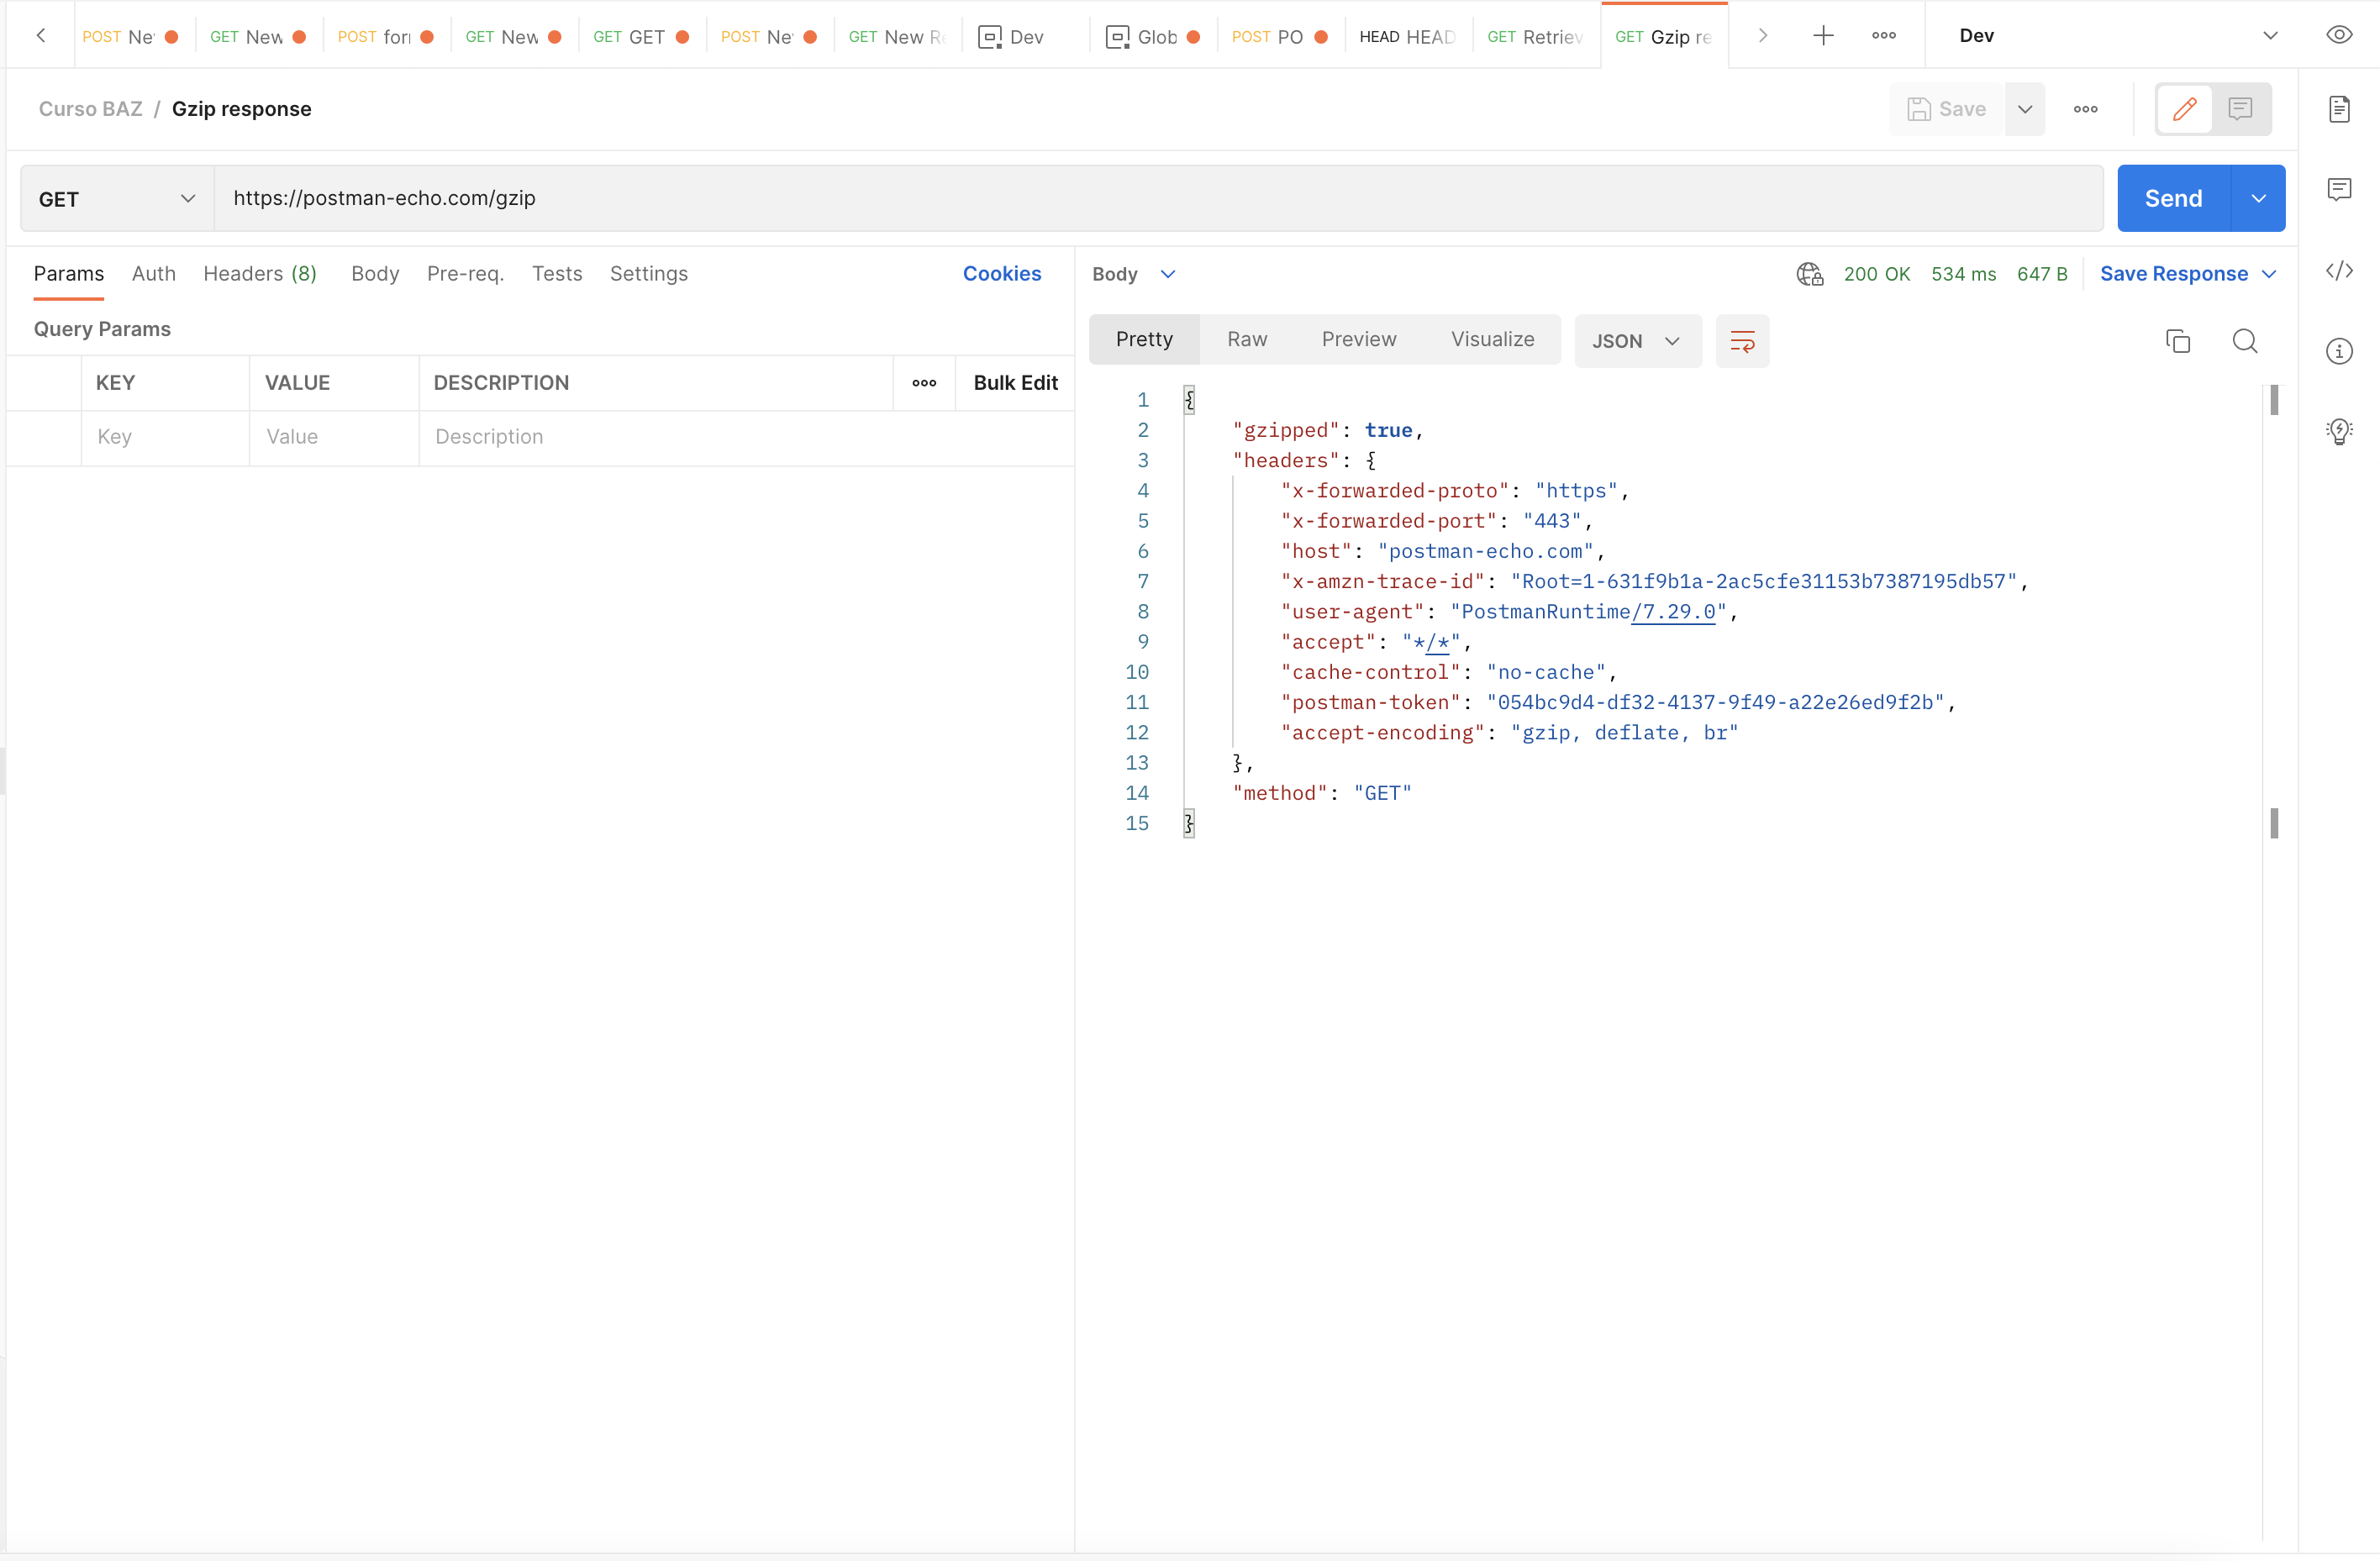 POST Ne GET New POST for GET New GET GET POST Ne GET New Re Dev Glob POST PO HEAD HEAD GET Retriev GET Gzip re Dev
Curso BAZ / Gzip response Save
GET https://postman-echo.com/gzip Send
Params Auth Headers (8) Body Pre-req. Tests Settings Cookies
Query Params
KEY VALUE DESCRIPTION Bulk Edit
Key Value Description
Body 200 OK 534 ms 647 B Save Response
Pretty Raw Preview Visualize JSON
1 {
2 "gzipped": true,
3 "headers": {
4 "x-forwarded-proto": "https",
5 "x-forwarded-port": "443",
6 "host": "postman-echo.com",
7 "x-amzn-trace-id": "Root=1-631f9b1a-2ac5cfe31153b7387195db57",
8 "user-agent": "PostmanRuntime/7.29.0",
9 "accept": "*/*",
10 "cache-control": "no-cache",
11 "postman-token": "054bc9d4-df32-4137-9f49-a22e26ed9f2b",
12 "accept-encoding": "gzip, deflate, br"
13 },
14 "method": "GET"
15 }